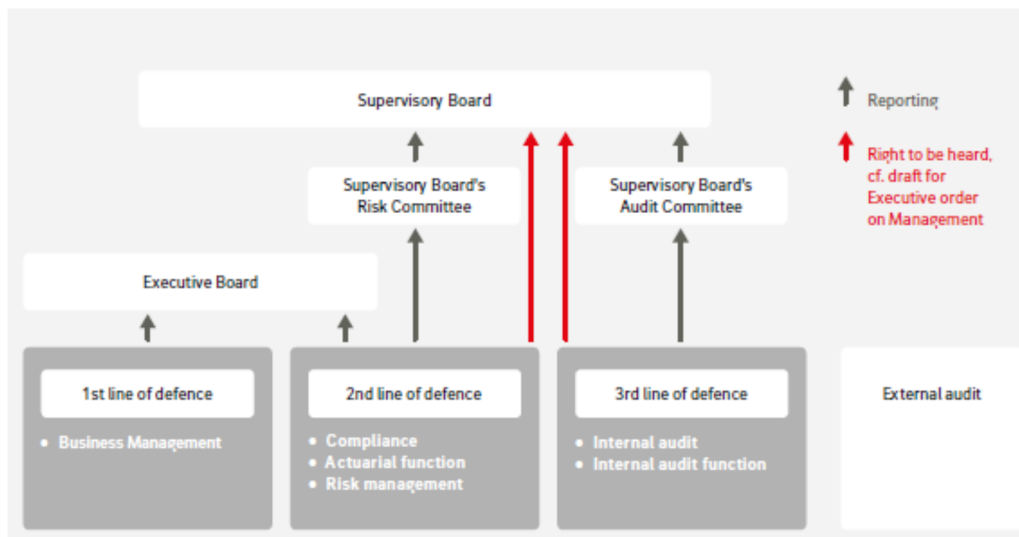 Supervisory Board
Reporting
Right to be heard,
cf. draft for
Executive order
on Management
Supervisory Board's
Risk Committee
Supervisory Board's
Audit Committee
Executive Board
1st line of defence
• Business Management
2nd line of defence
• Compliance
• Actuarial function
• Risk management
3rd line of defence
• Internal audit
• Internal audit function
External audit